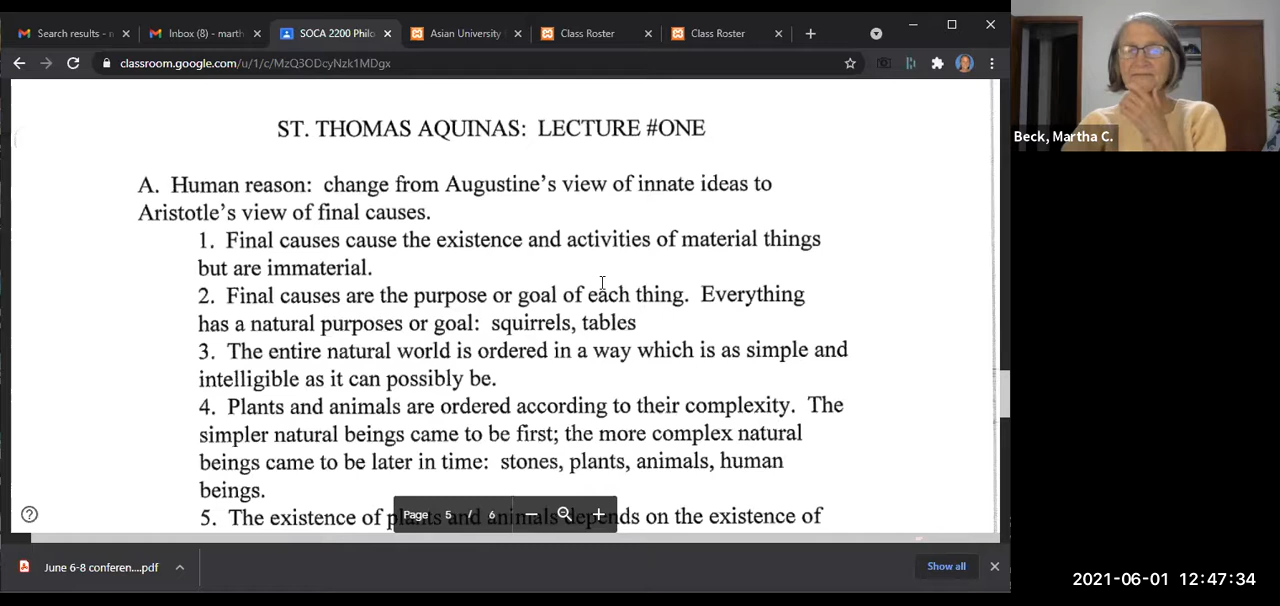 Search results - n
Inbox (8) - marth
SOCA 2200 Philo
Asian University
Class Roster
Class Roster
classroom.google.com/u/1/c/MzQ3ODcyNzk1MDgx
Beck, Martha C.
ST. THOMAS AQUINAS: LECTURE #ONE
A. Human reason: change from Augustine's view of innate ideas to
Aristotle's view of final causes.
1. Final causes cause the existence and activities of material things
but are immaterial.
2. Final causes are the purpose or goal of each thing. Everything
has a natural purposes or goal: squirrels, tables
3. The entire natural world is ordered in a way which is as simple and
intelligible as it can possibly be.
4. Plants and animals are ordered according to their complexity. The
simpler natural beings came to be first; the more complex natural
beings came to be later in time: stones, plants, animals, human
beings.
5. The existence of plants and animals depends on the existence of
Page 5 / 6
June 6-8 conferen....pdf
Show all
2021-06-01 12:47:34